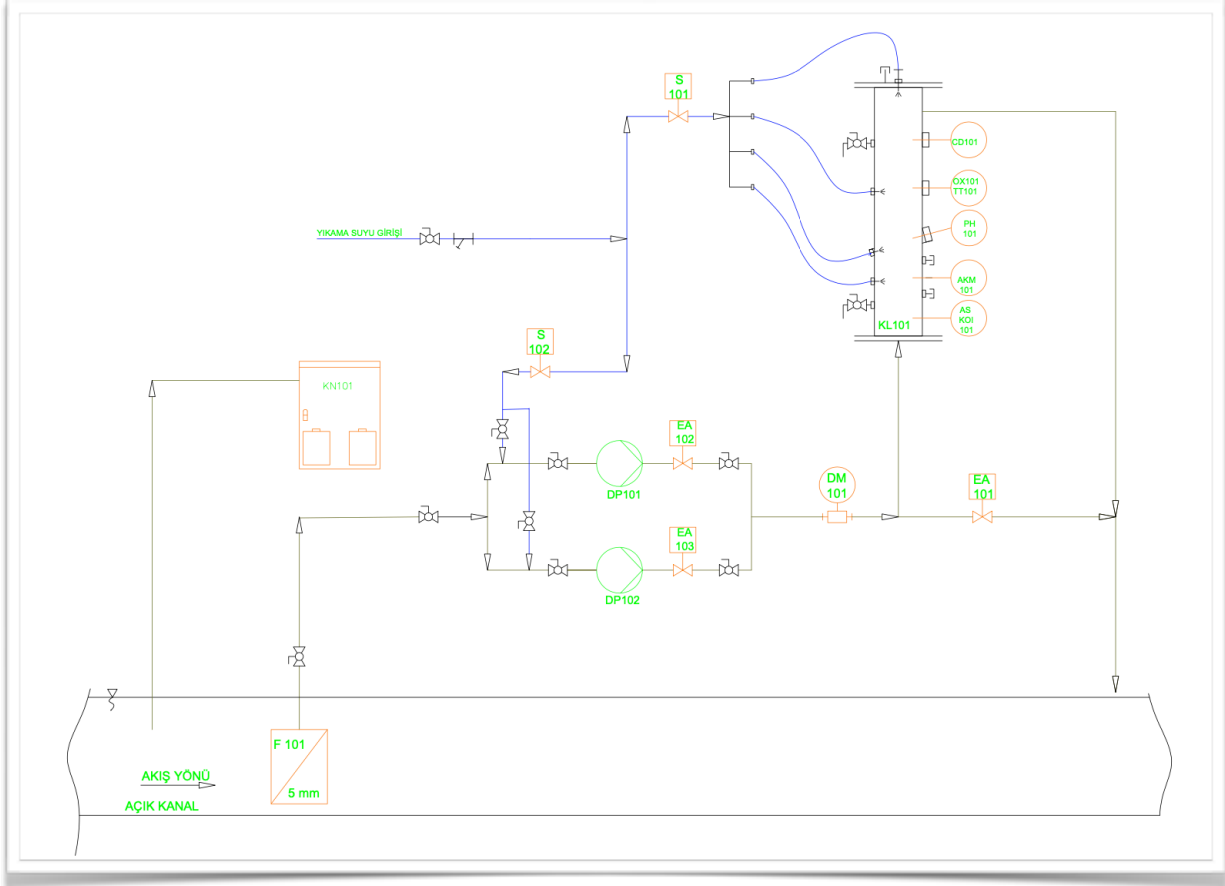 S
101
CD101
OX101
TT101
PH
101
YIKAMA SUYU GİRİŞİ
AKM
101
AS
KOI
101
KL101
S
102
KN101
EA
102
DP101
DM
101
EA
101
EA
103
DP102
F 101
5 mm
AKIŞ YÖNÜ
AÇIK KANAL